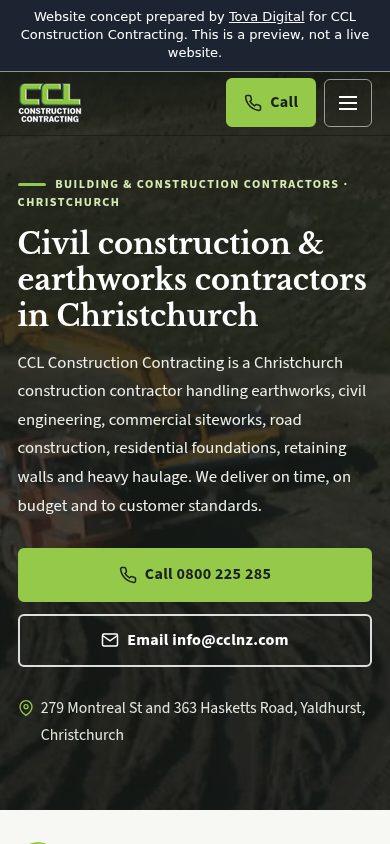 Website concept prepared by Tova Digital for CCL
Construction Contracting. This is a preview, not a live
website.
CCL
CONSTRUCTION
CONTRACTING
Call
BUILDING & CONSTRUCTION CONTRACTORS ·
CHRISTCHURCH
Civil construction &
earthworks contractors
in Christchurch
CCL Construction Contracting is a Christchurch
construction contractor handling earthworks, civil
engineering, commercial siteworks, road
construction, residential foundations, retaining
walls and heavy haulage. We deliver on time, on
budget and to customer standards.
Call 0800 225 285
Email info@cclnz.com
279 Montreal St and 363 Hasketts Road, Yaldhurst,
Christchurch